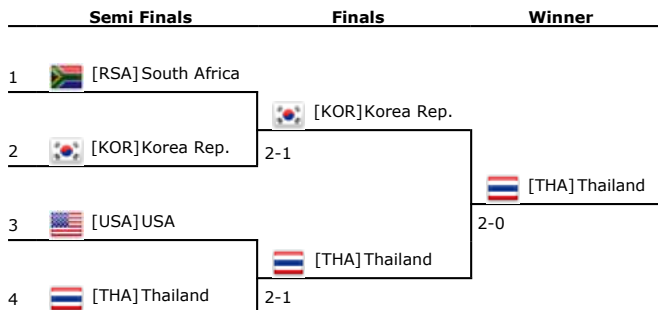 Semi Finals Finals Winner
1 [RSA] South Africa
[KOR] Korea Rep.
2 [KOR] Korea Rep. 2-1
[THA] Thailand
3 [USA] USA 2-0
[THA] Thailand
4 [THA] Thailand 2-1